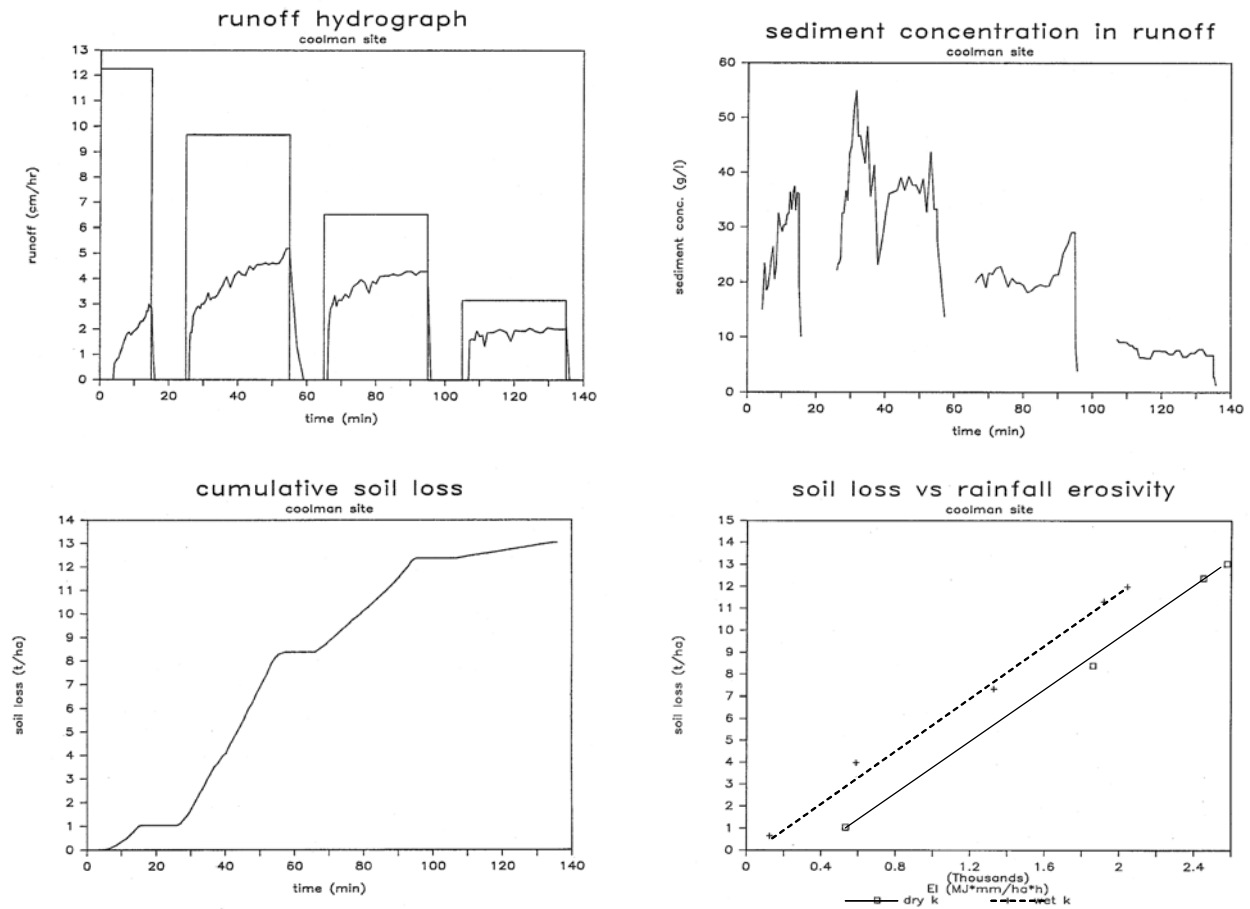 runoff hydrograph
coolman site
13
12
11
10
9
8
7
6
5
4
3
2
1
0
runoff (cm/hr)
0 20 40 60 80 100 120 140
time (min)
sediment concentration in runoff
coolman site
60
50
40
30
20
10
0
sediment conc. (g/l)
0 20 40 60 80 100 120 140
time (min)
cumulative soil loss
coolman site
14
13
12
11
10
9
8
7
6
5
4
3
2
1
0
soil loss (t/ha)
0 20 40 60 80 100 120 140
time (min)
soil loss vs rainfall erosivity
coolman site
15
14
13
12
11
10
9
8
7
6
5
4
3
2
1
0
soil loss (t/ha)
0 0.4 0.8 1.2 1.6 2 2.4
(Thousands)
EI (MJ*mm/ha*h)
dry k wet k